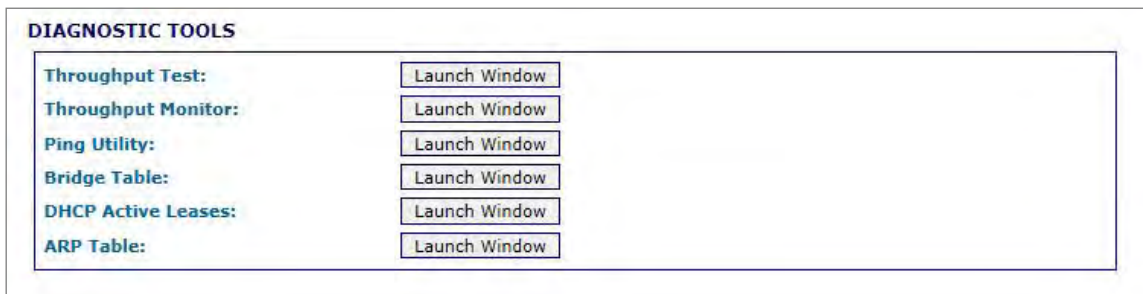 DIAGNOSTIC TOOLS
Throughput Test: Launch Window
Throughput Monitor: Launch Window
Ping Utility: Launch Window
Bridge Table: Launch Window
DHCP Active Leases: Launch Window
ARP Table: Launch Window